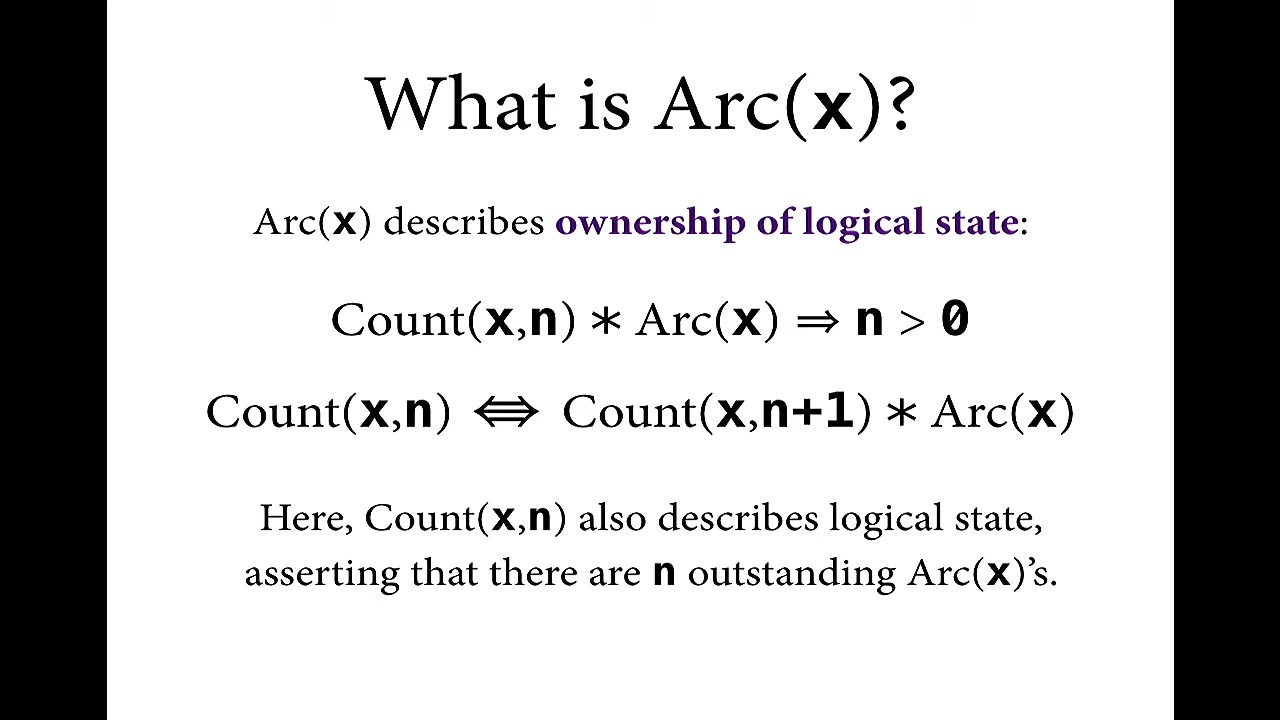 What is Arc(x)?
Arc(x) describes ownership of logical state:
Count(x,n) ∗ Arc(x) ⇒ n > 0
Count(x,n) ⟺ Count(x,n+1) ∗ Arc(x)
Here, Count(x,n) also describes logical state,
asserting that there are n outstanding Arc(x)’s.